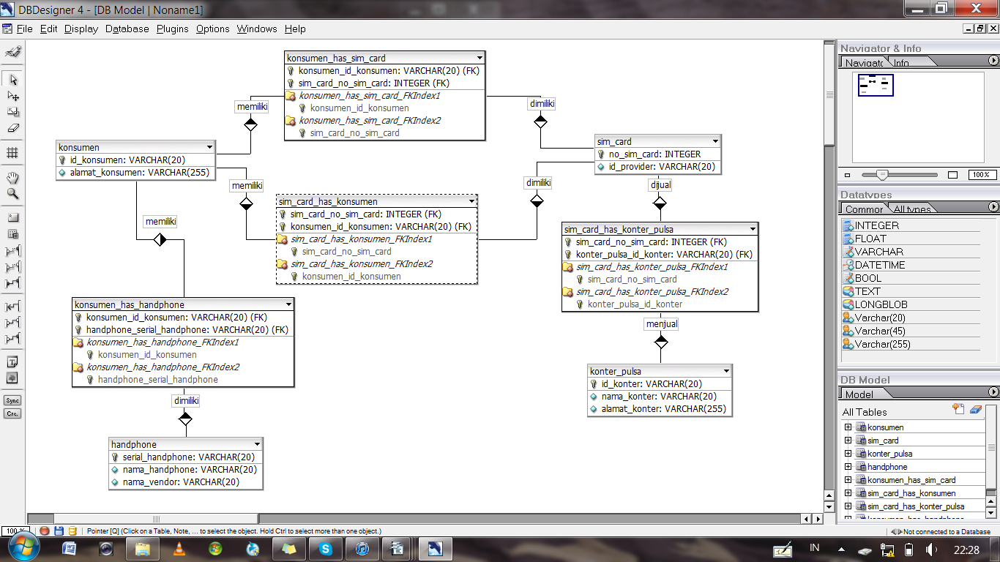 DBDesigner 4 - [DB Model | Noname1]
File Edit Display Database Plugins Options Windows Help
konsumen_has_sim_card
konsumen_id_konsumen: VARCHAR(20) (FK)
sim_card_no_sim_card: INTEGER (FK)
konsumen_has_sim_card_FKIndex1
konsumen_id_konsumen
konsumen_has_sim_card_FKIndex2
sim_card_no_sim_card
memiliki
dimiliki
konsumen
id_konsumen: VARCHAR(20)
alamat_konsumen: VARCHAR(255)
sim_card
no_sim_card: INTEGER
id_provider: VARCHAR(20)
memiliki
dimiliki
dijual
sim_card_has_konsumen
sim_card_no_sim_card: INTEGER (FK)
konsumen_id_konsumen: VARCHAR(20) (FK)
sim_card_has_konsumen_FKIndex1
sim_card_no_sim_card
sim_card_has_konsumen_FKIndex2
konsumen_id_konsumen
memiliki
sim_card_has_konter_pulsa
sim_card_no_sim_card: INTEGER (FK)
konter_pulsa_id_konter: VARCHAR(20) (FK)
sim_card_has_konter_pulsa_FKIndex1
sim_card_no_sim_card
sim_card_has_konter_pulsa_FKIndex2
konter_pulsa_id_konter
konsumen_has_handphone
konsumen_id_konsumen: VARCHAR(20) (FK)
handphone_serial_handphone: VARCHAR(20) (FK)
konsumen_has_handphone_FKIndex1
konsumen_id_konsumen
konsumen_has_handphone_FKIndex2
handphone_serial_handphone
menjual
konter_pulsa
id_konter: VARCHAR(20)
nama_konter: VARCHAR(20)
alamat_konter: VARCHAR(255)
dimiliki
handphone
serial_handphone: VARCHAR(20)
nama_handphone: VARCHAR(20)
nama_vendor: VARCHAR(20)
Navigator & Info
Navigato Info
100%
Datatypes
Commor All types
INTEGER
FLOAT
VARCHAR
DATETIME
BOOL
TEXT
LONGBLOB
Varchar(20)
Varchar(45)
Varchar(255)
DB Model
Model
All Tables
konsumen
sim_card
konter_pulsa
handphone
konsumen_has_sim_card
sim_card_has_konsumen
sim_card_has_konter_pulsa
konsumen_has_handphone
Sync
Cre.
100 %
Pointer [Q] (Click on a Table, Note, ... to select the object. Hold Ctrl to select more than one object.)
Not connected to a Database
IN
22:28